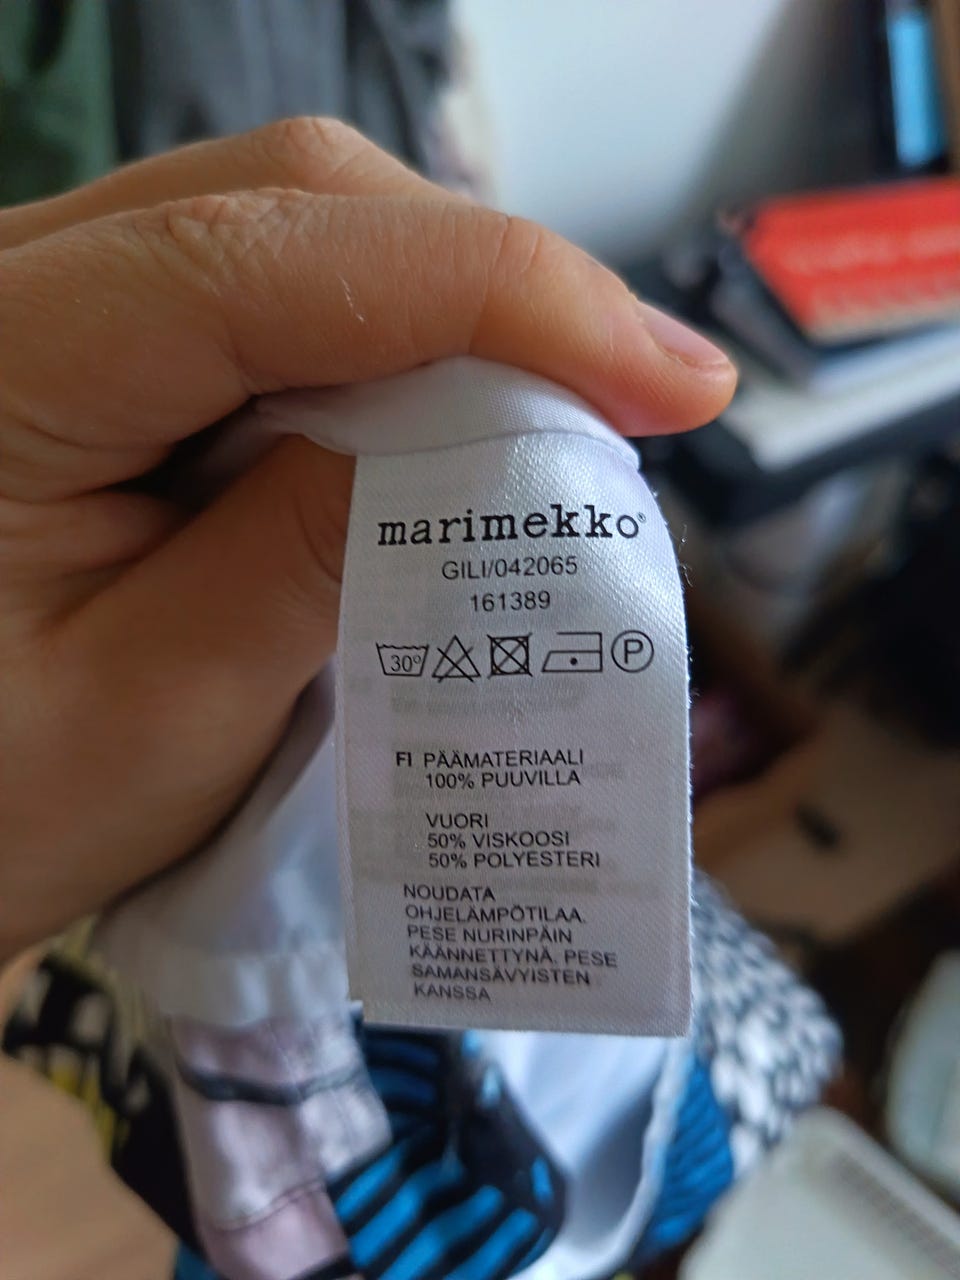 marimekko®
GILI/042065
161389
30°
P
FI PÄÄMATERIAALI
100% PUUVILLA
VUORI
50% VISKOOSI
50% POLYESTERI
NOUDATA
OHJELÄMPÖTILAA.
PESE NURINPÄIN
KÄÄNNETTYNÄ. PESE
SAMANSÄVYISTEN
KANSSA